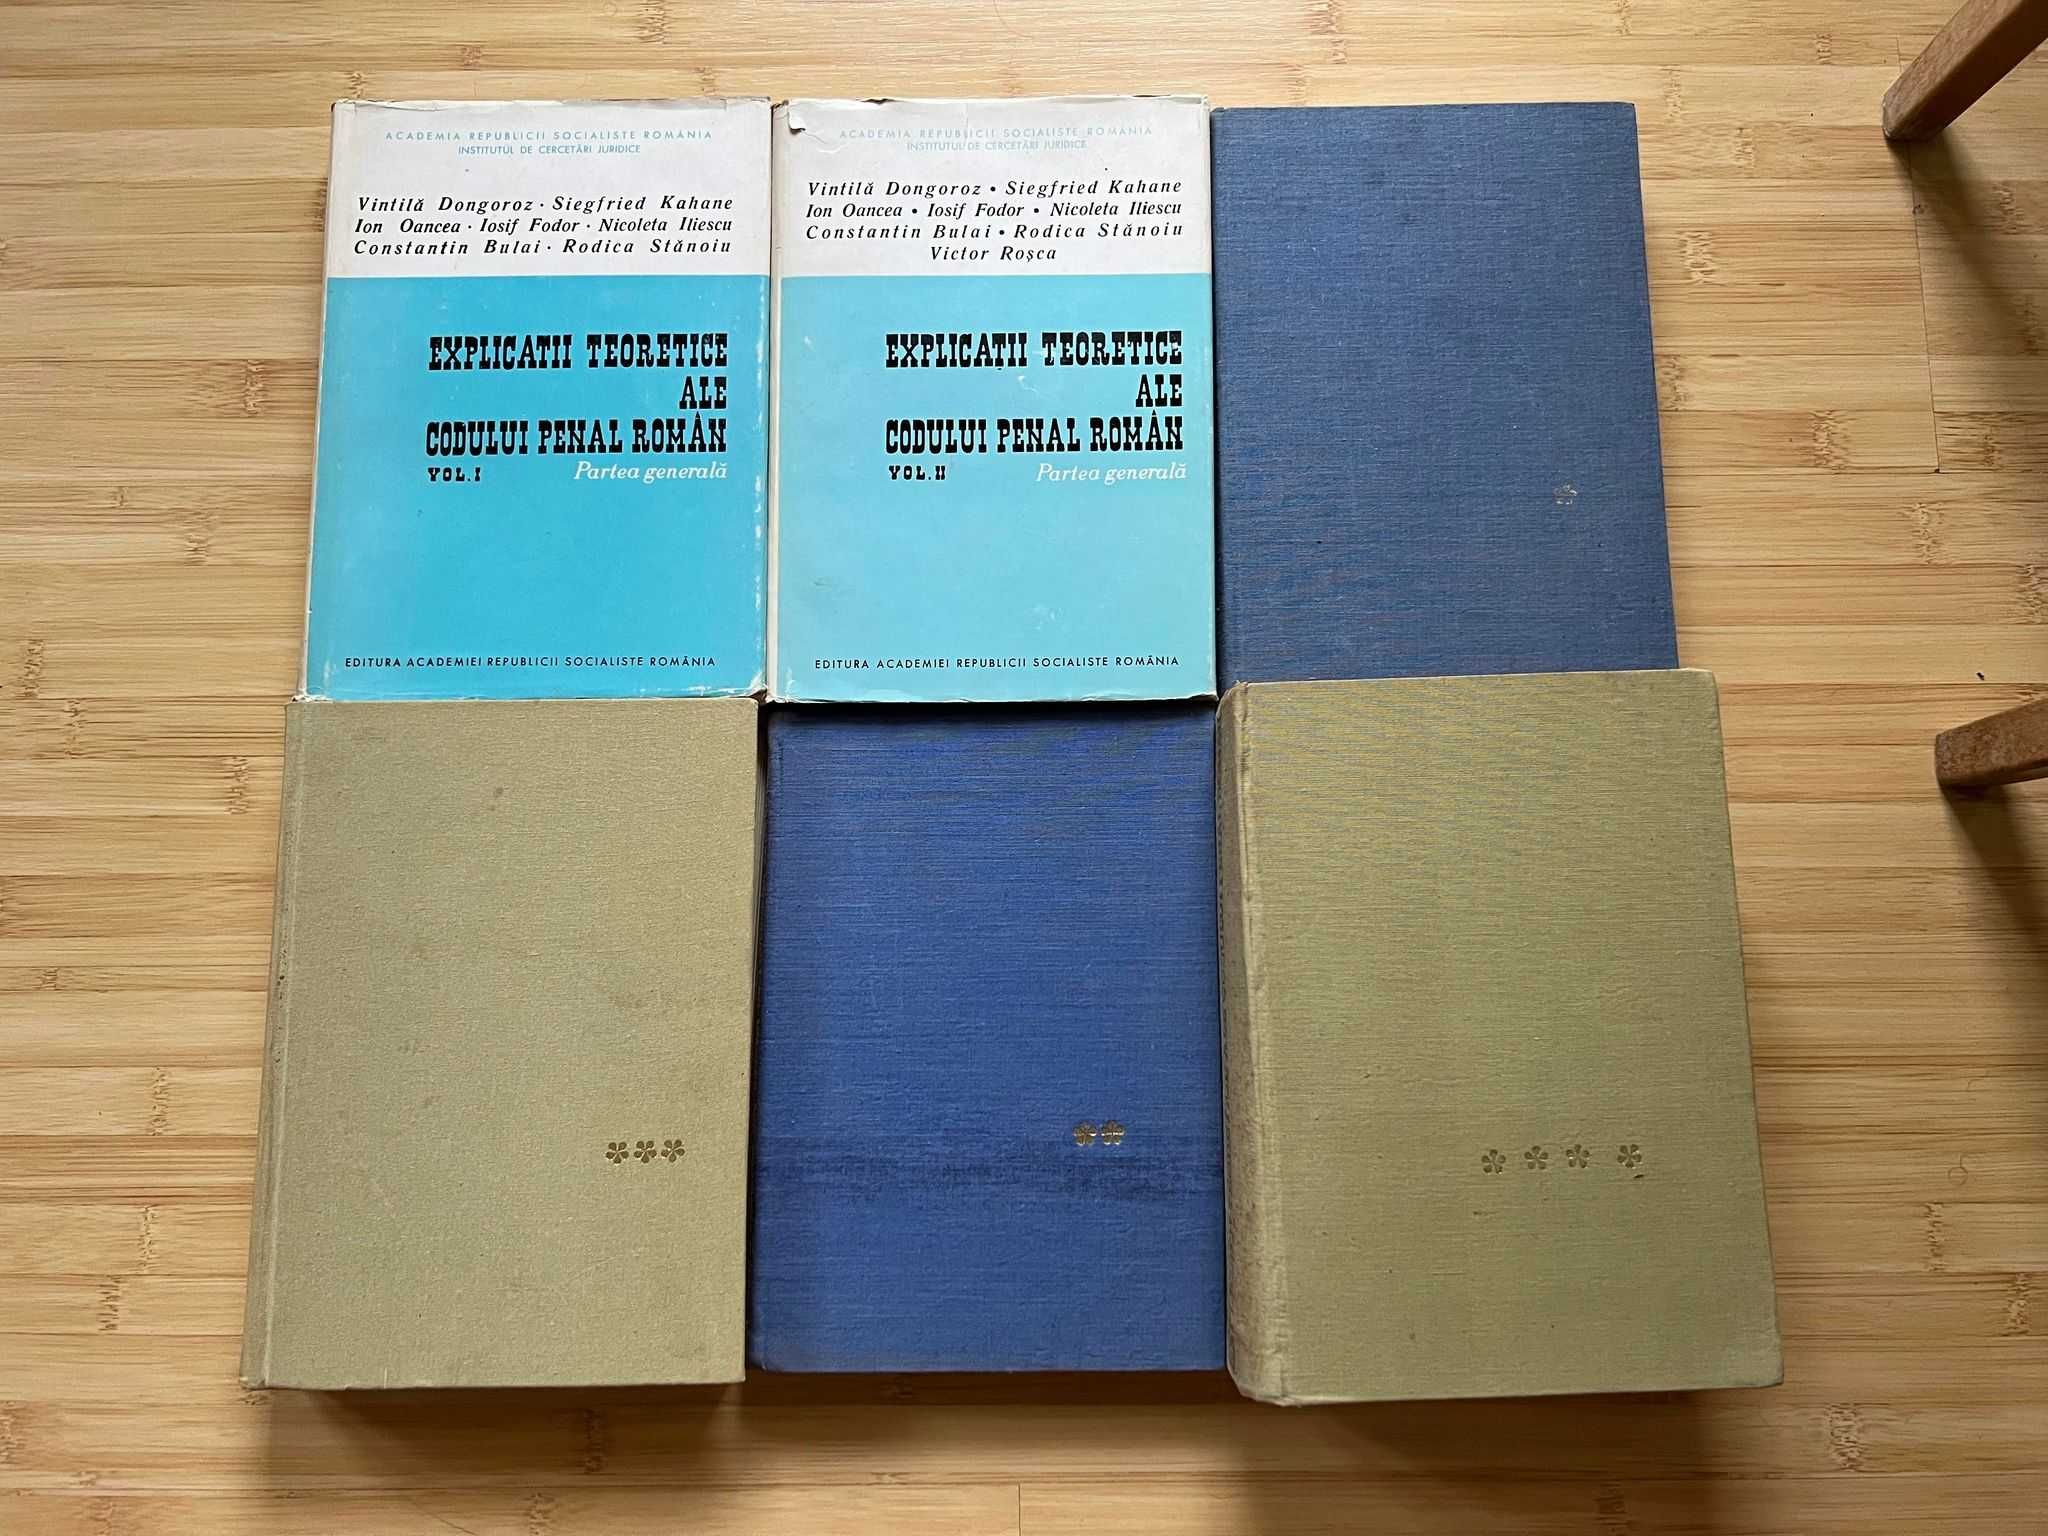 ACADEMIA REPUBLICII SOCIALISTE ROMÂNIA
INSTITUTUL DE CERCETĂRI JURIDICE
Vintilă Dongoroz · Siegfried Kahane
Ion Oancea · Iosif Fodor · Nicoleta Iliescu
Constantin Bulai · Rodica Stănoiu
EXPLICATII TEORETICE
ALE
CODULUI PENAL ROMÂN
VOL. I Partea generală
EDITURA ACADEMIEI REPUBLICII SOCIALISTE ROMÂNIA
ACADEMIA REPUBLICII SOCIALISTE ROMÂNIA
INSTITUTUL DE CERCETĂRI JURIDICE
Vintilă Dongoroz • Siegfried Kahane
Ion Oancea • Iosif Fodor • Nicoleta Iliescu
Constantin Bulai • Rodica Stănoiu
Victor Roșca
EXPLICAȚII TEORETICE
ALE
CODULUI PENAL ROMÂN
VOL. II Partea generală
EDITURA ACADEMIEI REPUBLICII SOCIALISTE ROMÂNIA